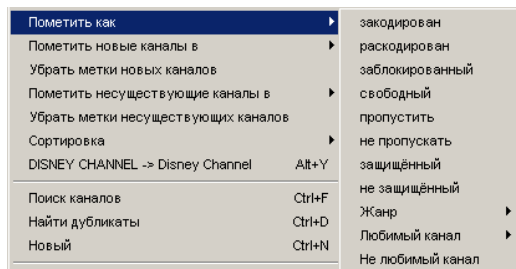 Пометить как
Пометить новые каналы в
Убрать метки новых каналов
Пометить несуществующие каналы в
Убрать метки несуществующих каналов
Сортировка
DISNEY CHANNEL -> Disney Channel Alt+Y
Поиск каналов Ctrl+F
Найти дубликаты Ctrl+D
Новый Ctrl+N
закодирован
раскодирован
заблокированный
свободный
пропустить
не пропускать
защищённый
не защищённый
Жанр
Любимый канал
Не любимый канал